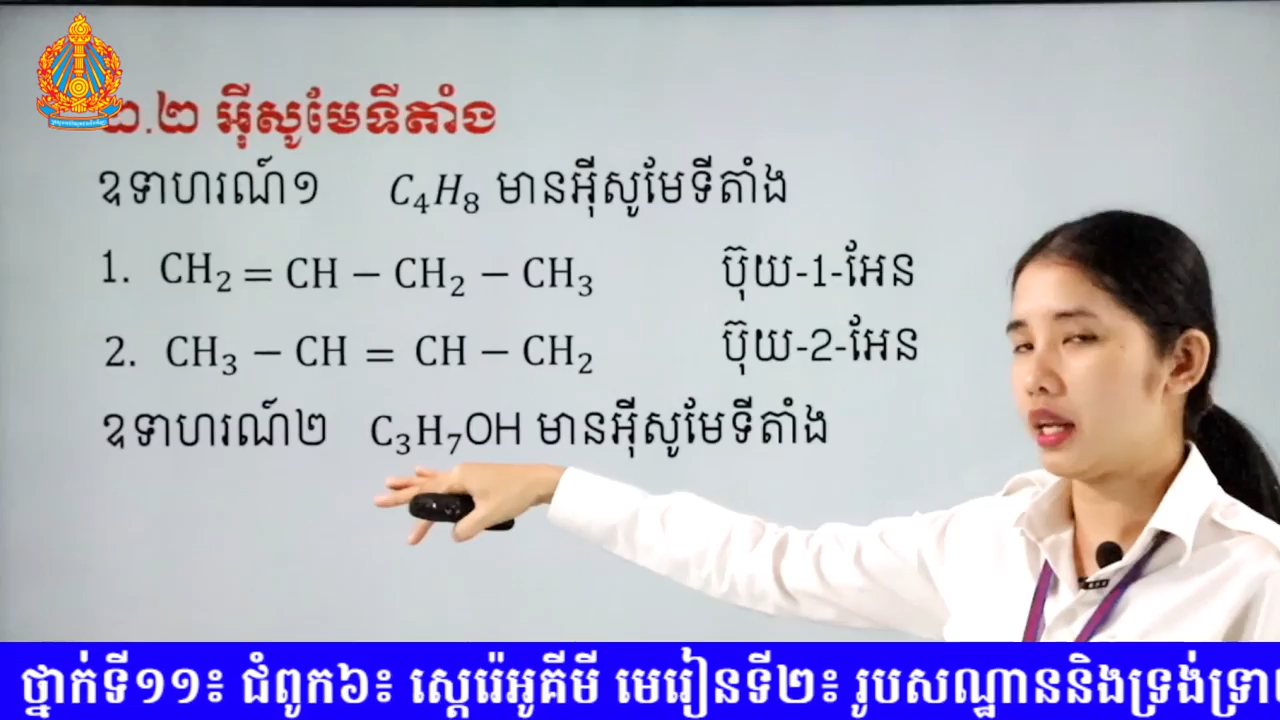 ៣.២ អ៊ីសូមែទីតាំង
ឧទាហរណ៍១ C₄H₈ មានអ៊ីសូមែទីតាំង
1. CH₂ = CH − CH₂ − CH₃ ប៊ុយ-1-អែន
2. CH₃ − CH = CH − CH₂ ប៊ុយ-2-អែន
ឧទាហរណ៍២ C₃H₇OH មានអ៊ីសូមែទីតាំង
ថ្នាក់ទី១១៖ ជំពូក៦៖ ស្តេរ៉េអូគីមី មេរៀនទី២៖ រូបសណ្ឋាននិងទ្រង់ទ្រាយ